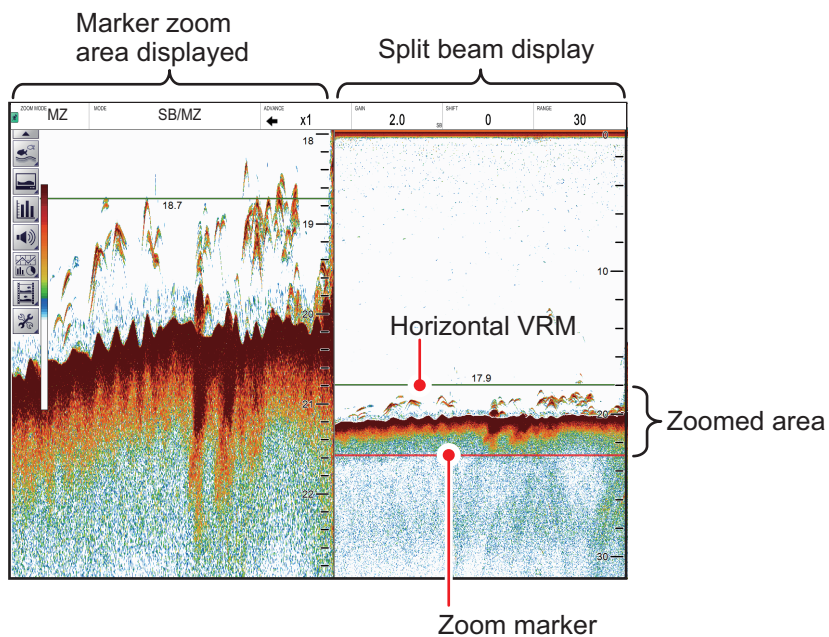 Marker zoom
area displayed
Split beam display
ZOOM MODE MZ
MODE SB/MZ
ADVANCE x1
GAIN 2.0
SB
SHIFT 0
RANGE 30
18
18.7
19
20
21
22
0
10
Horizontal VRM
17.9
20
Zoomed area
30
Zoom marker